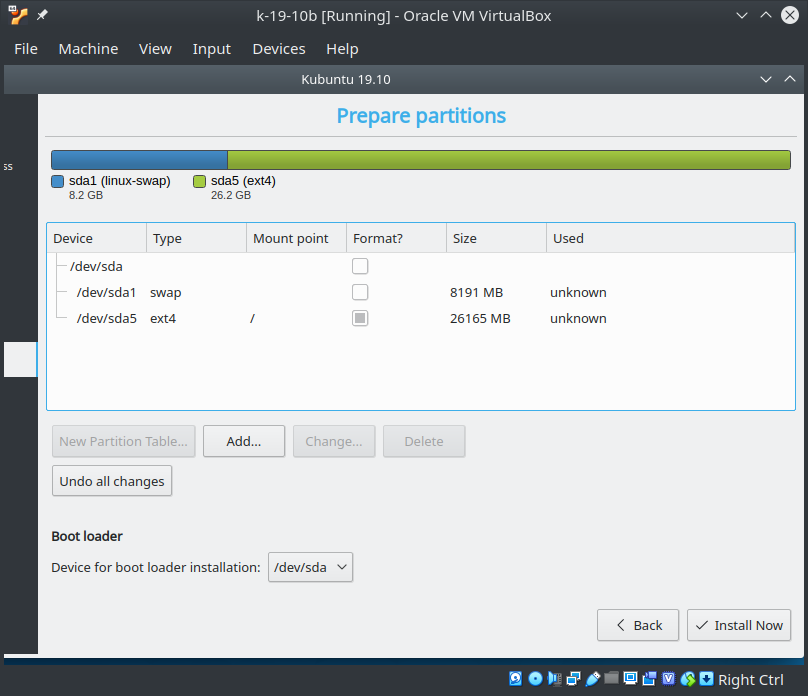 k-19-10b [Running] - Oracle VM VirtualBox
File Machine View Input Devices Help
Kubuntu 19.10
Prepare partitions
ss
sda1 (linux-swap) sda5 (ext4)
8.2 GB 26.2 GB
Device Type Mount point Format? Size Used
/dev/sda
/dev/sda1 swap 8191 MB unknown
/dev/sda5 ext4 / 26165 MB unknown
New Partition Table... Add... Change... Delete
Undo all changes
Boot loader
Device for boot loader installation: /dev/sda
Back Install Now
Right Ctrl